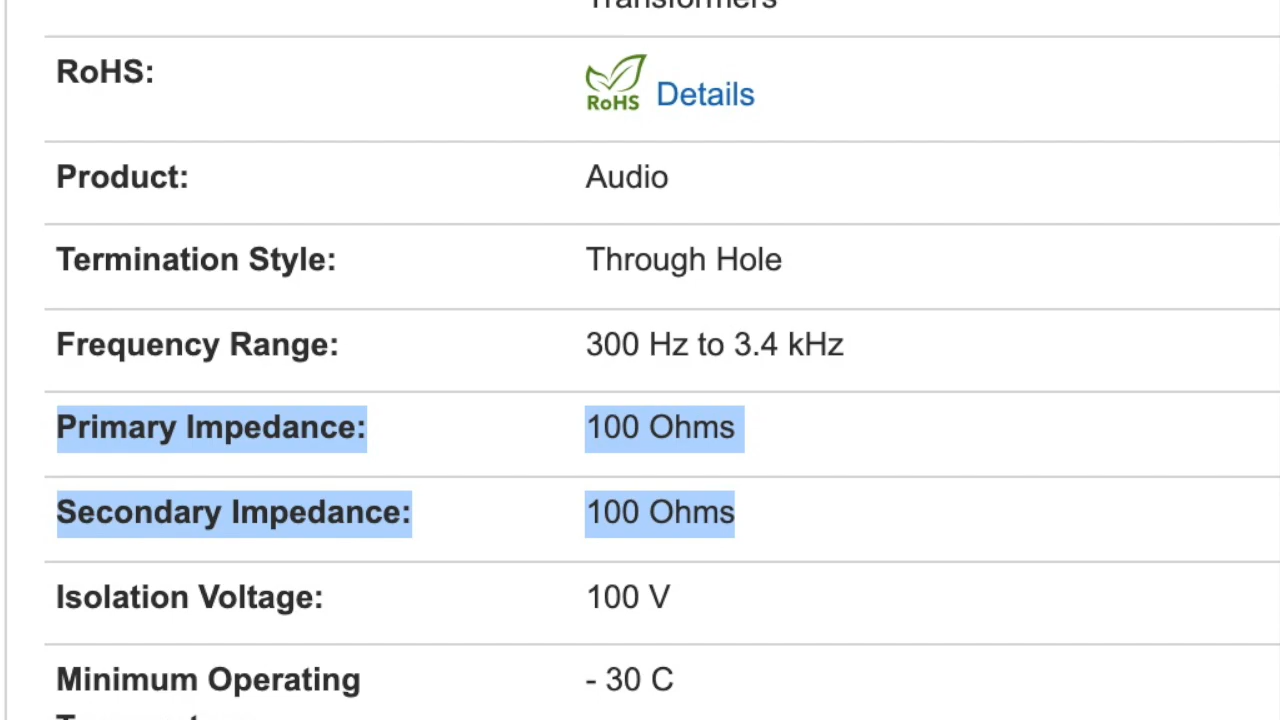 Transformers
RoHS:
RoHS Details
Product: Audio
Termination Style: Through Hole
Frequency Range: 300 Hz to 3.4 kHz
Primary Impedance: 100 Ohms
Secondary Impedance: 100 Ohms
Isolation Voltage: 100 V
Minimum Operating - 30 C